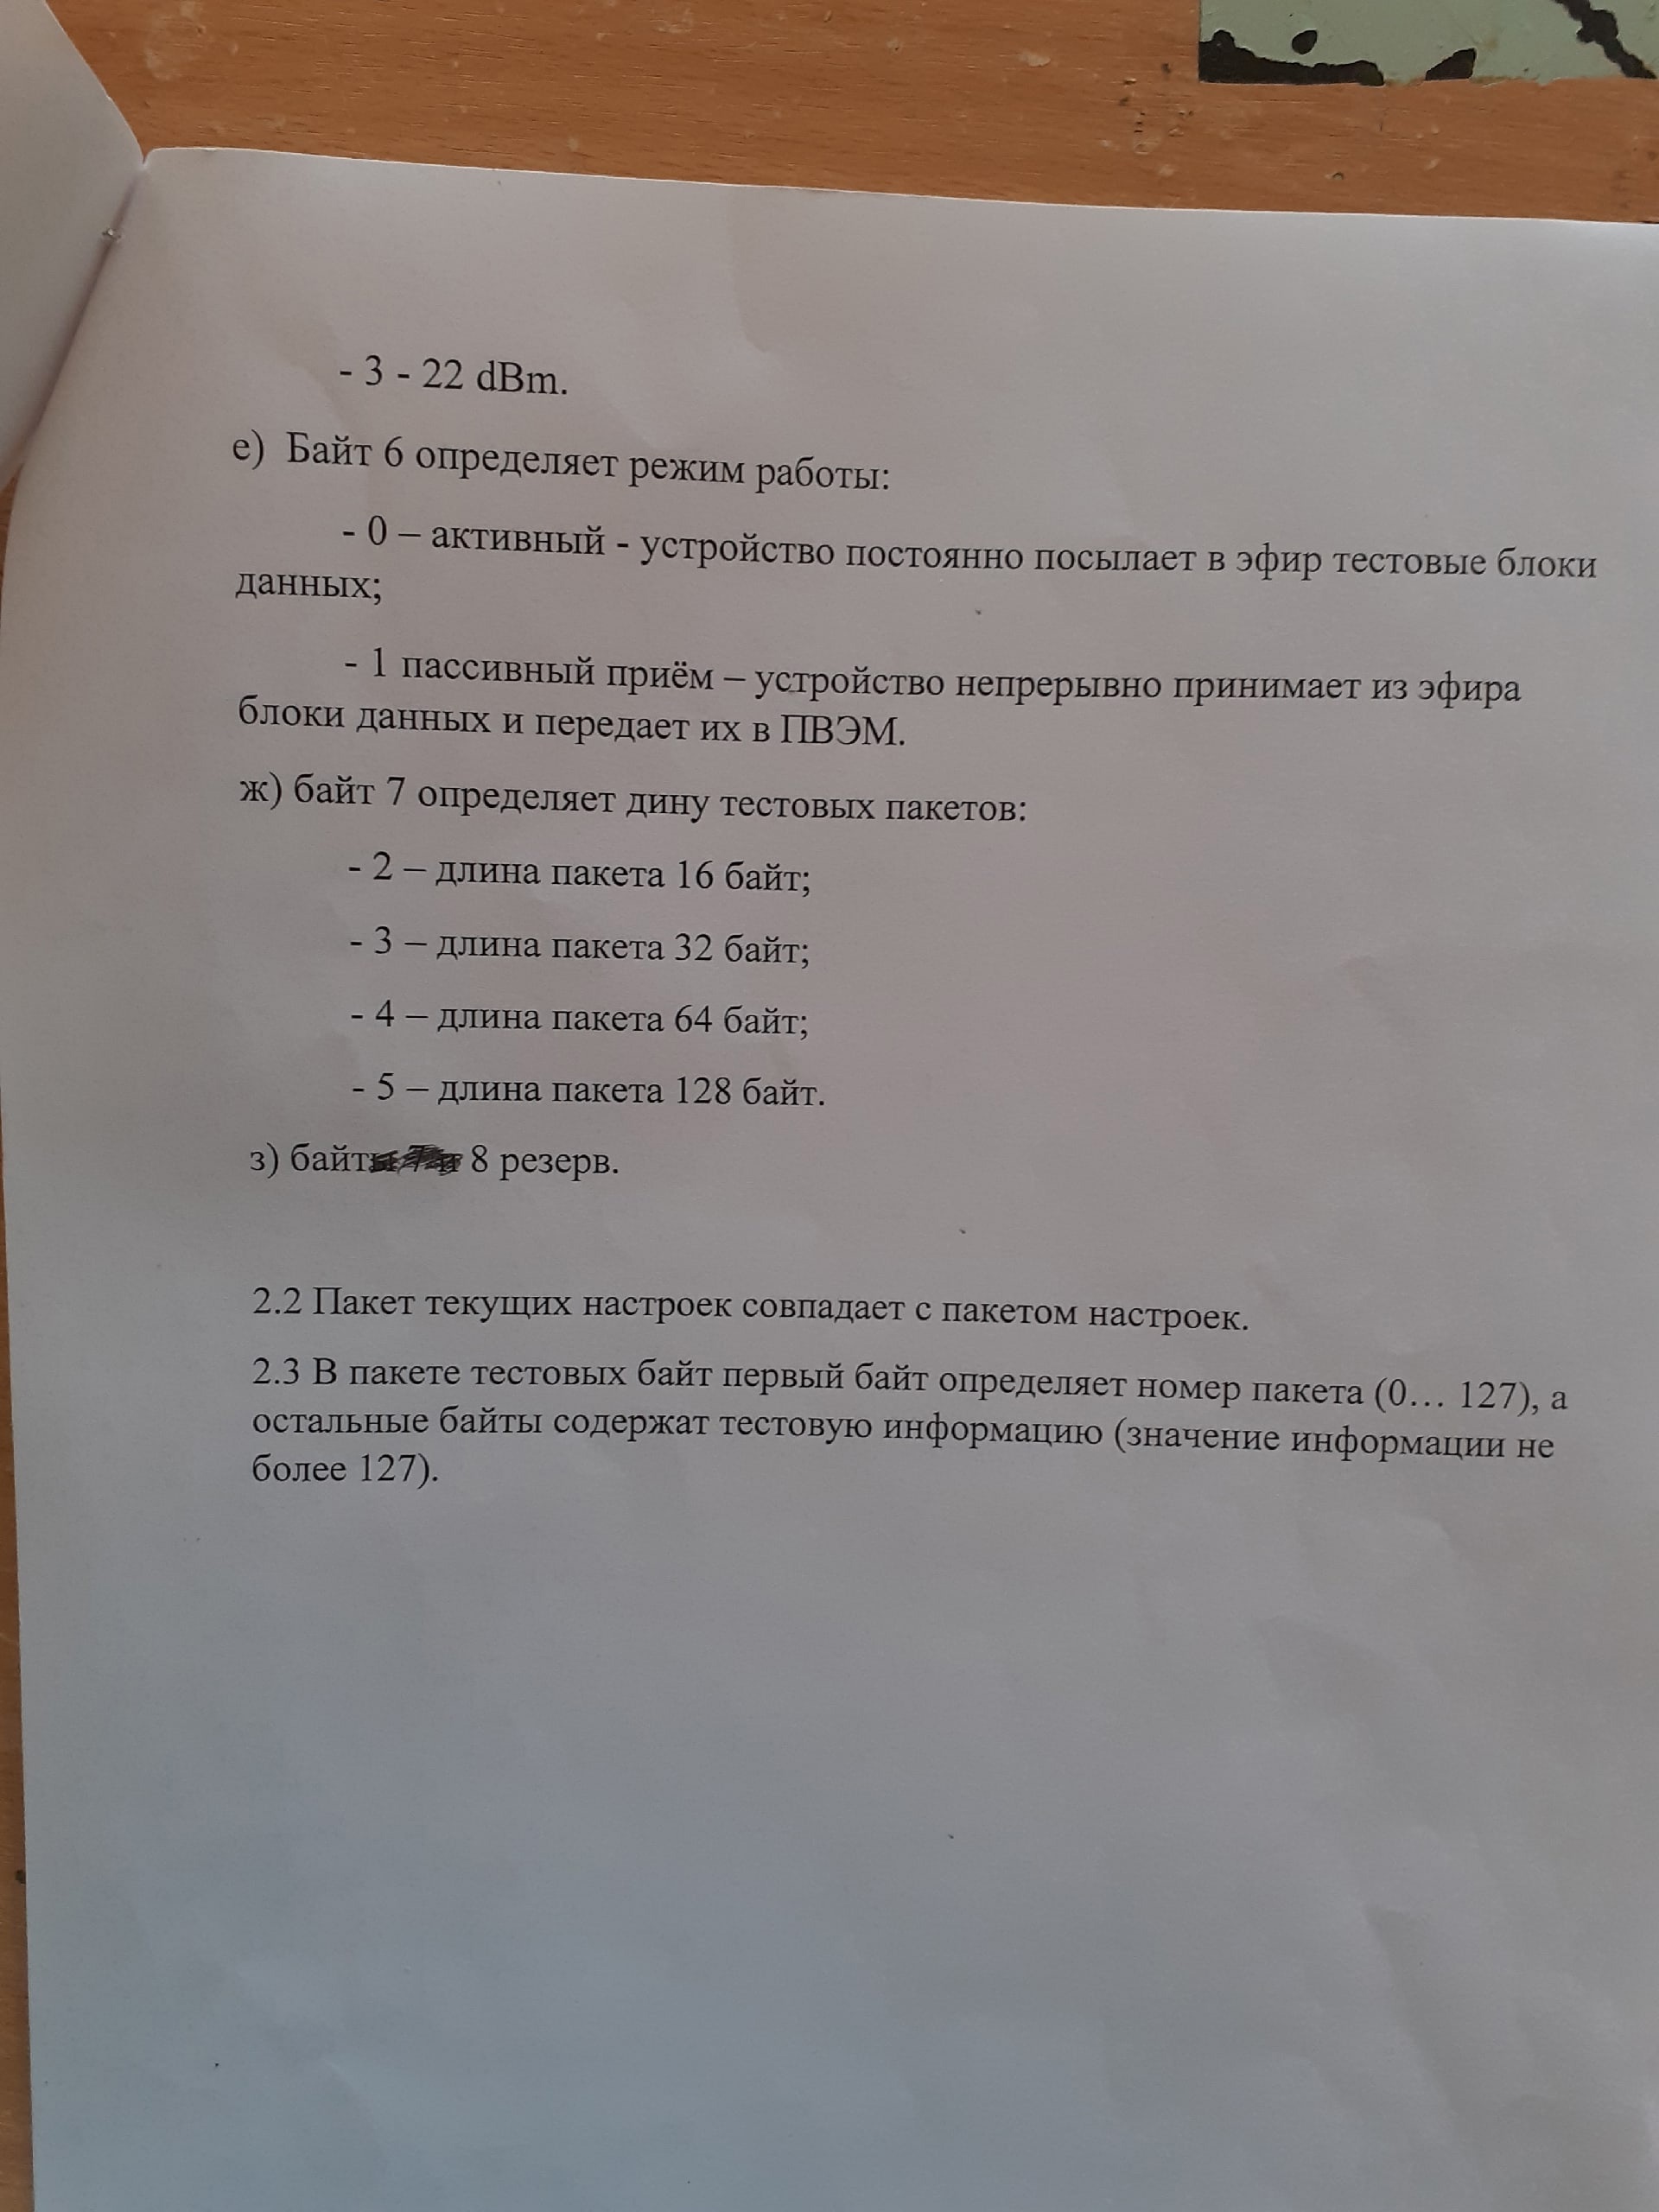 - 3 - 22 dBm.
е) Байт 6 определяет режим работы:
- 0 – активный - устройство постоянно посылает в эфир тестовые блоки
данных;
- 1 пассивный приём – устройство непрерывно принимает из эфира
блоки данных и передает их в ПВЭМ.
ж) байт 7 определяет дину тестовых пакетов:
- 2 – длина пакета 16 байт;
- 3 – длина пакета 32 байт;
- 4 – длина пакета 64 байт;
- 5 – длина пакета 128 байт.
з) байт 8 резерв.
2.2 Пакет текущих настроек совпадает с пакетом настроек.
2.3 В пакете тестовых байт первый байт определяет номер пакета (0… 127), а
остальные байты содержат тестовую информацию (значение информации не
более 127).